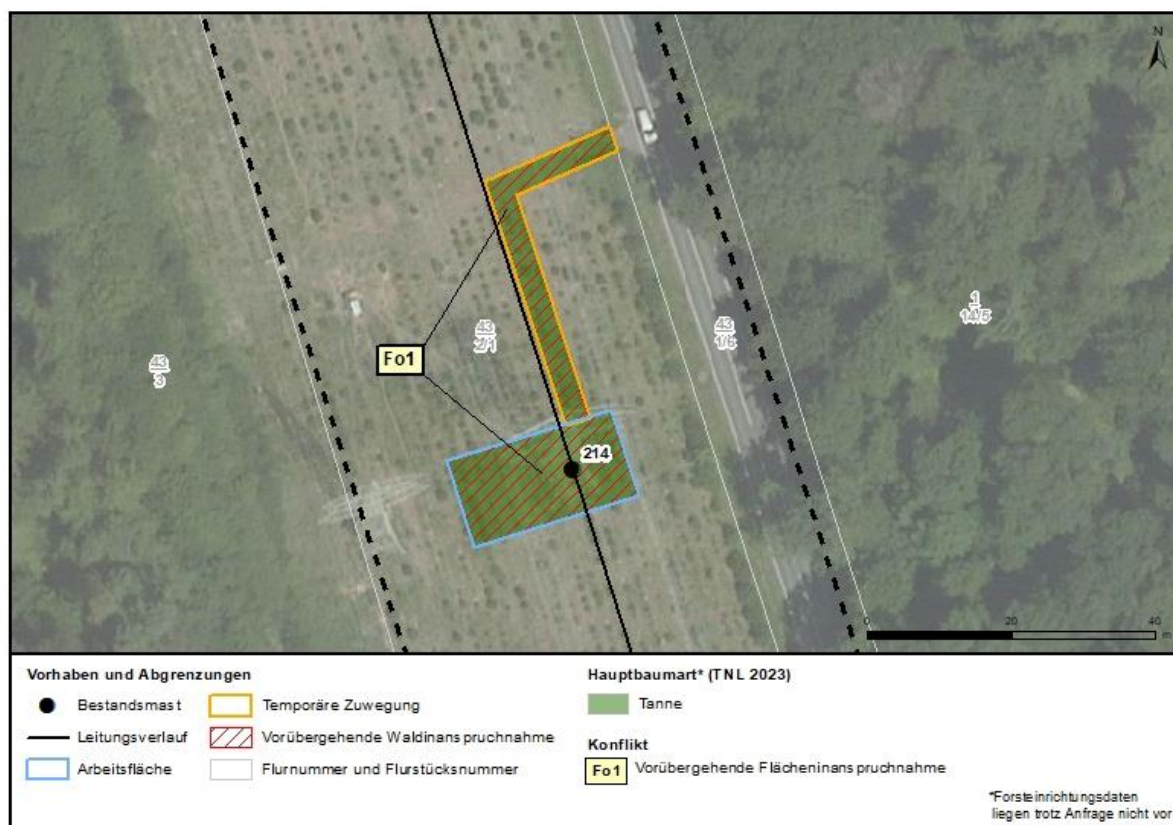 N
43
2/1
43
1/6
1
14/5
43
3
Fo1
214
0 20 40 m
Vorhaben und Abgrenzungen
Bestandsmast
Leitungsverlauf
Arbeitsfläche
Temporäre Zuwegung
Vorübergehende Waldinanspruchnahme
Flurnummer und Flurstücksnummer
Hauptbaumart* (TNL 2023)
Tanne
Konflikt
Fo1 Vorübergehende Flächeninanspruchnahme
*Forsteinrichtungsdaten
liegen trotz Anfrage nicht vor